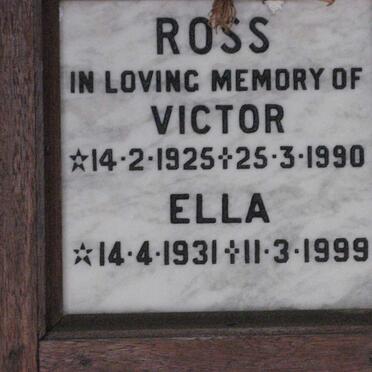 ROSS
IN LOVING MEMORY OF
VICTOR
☆14·2·1925✝25·3·1990
ELLA
☆14·4·1931✝11·3·1999